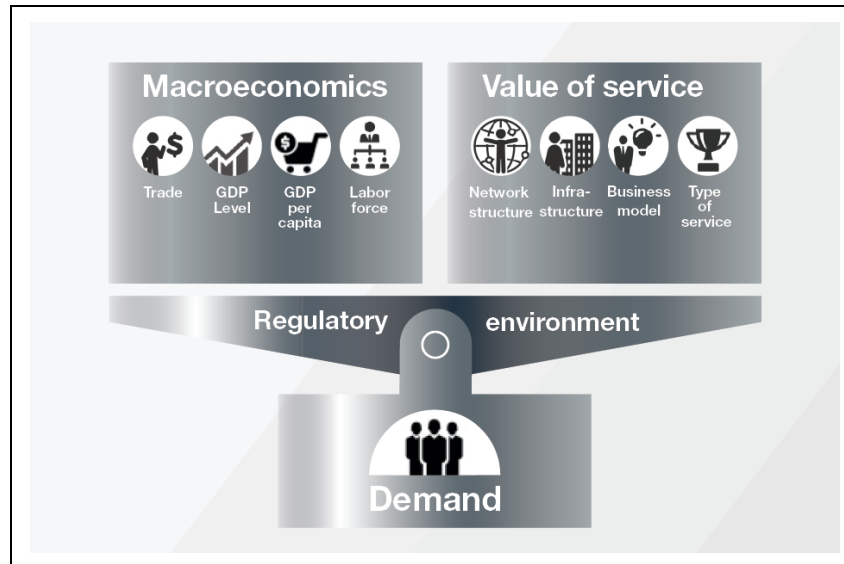 Macroeconomics
Trade
GDP
Level
GDP
per
capita
Labor
force
Value of service
Network
structure
Infra-
structure
Business
model
Type
of
service
Regulatory environment
Demand